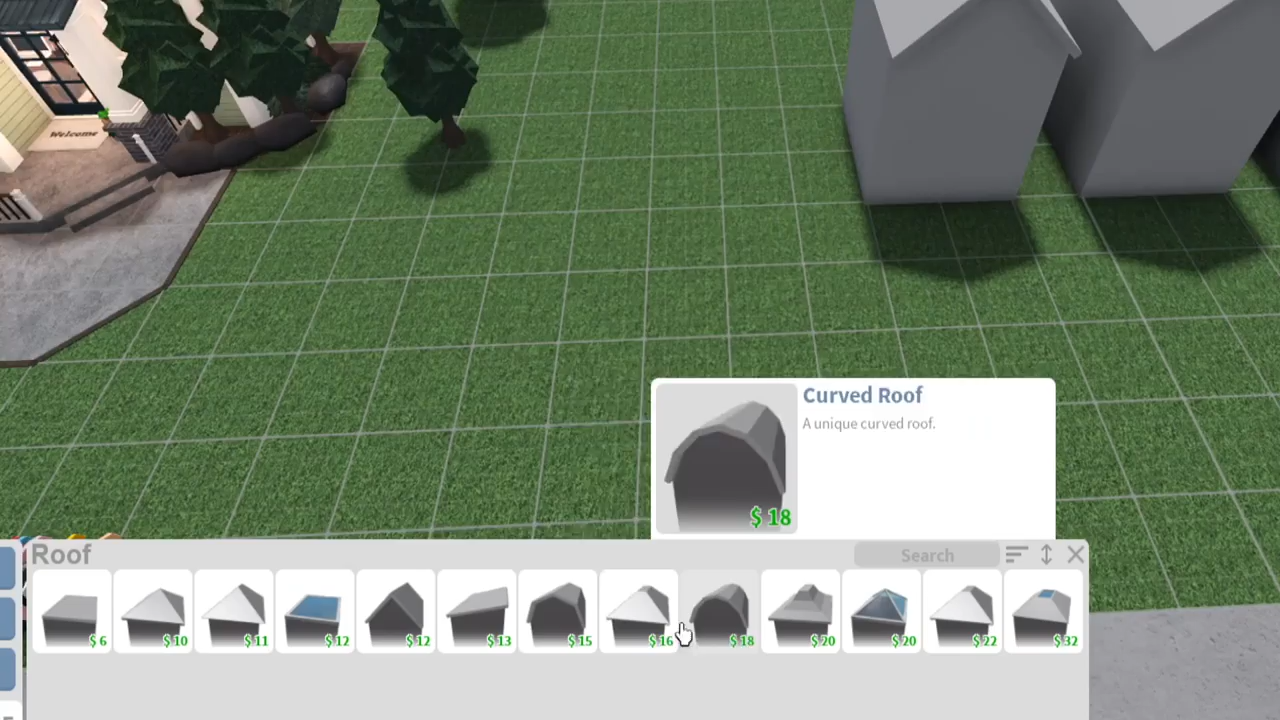 Welcome
Curved Roof
A unique curved roof.
$ 18
Roof
Search
$ 6
$ 10
$ 11
$ 12
$ 12
$ 13
$ 15
$ 16
$ 18
$ 20
$ 20
$ 22
$ 32